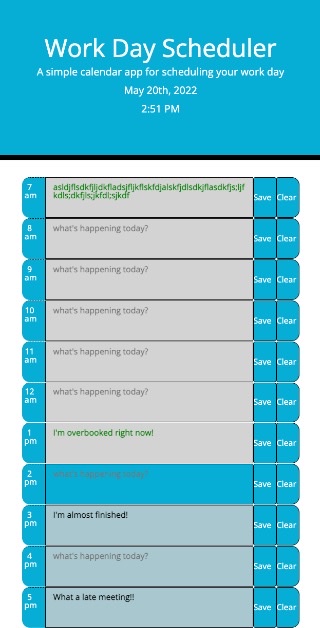 Work Day Scheduler
A simple calendar app for scheduling your work day
May 20th, 2022
2:51 PM
7 am
asldjflsdkfjljdkfladsjfljkflskfdjalskfjdlsdkjflasdkfjs;ljf
kdls;dkfjls;jkfdl;sjkdf
Save Clear
8 am
what's happening today?
Save Clear
9 am
what's happening today?
Save Clear
10 am
what's happening today?
Save Clear
11 am
what's happening today?
Save Clear
12 am
what's happening today?
Save Clear
1 pm
I'm overbooked right now!
Save Clear
2 pm
what's happening today?
Save Clear
3 pm
I'm almost finished!
Save Clear
4 pm
what's happening today?
Save Clear
5 pm
What a late meeting!!
Save Clear